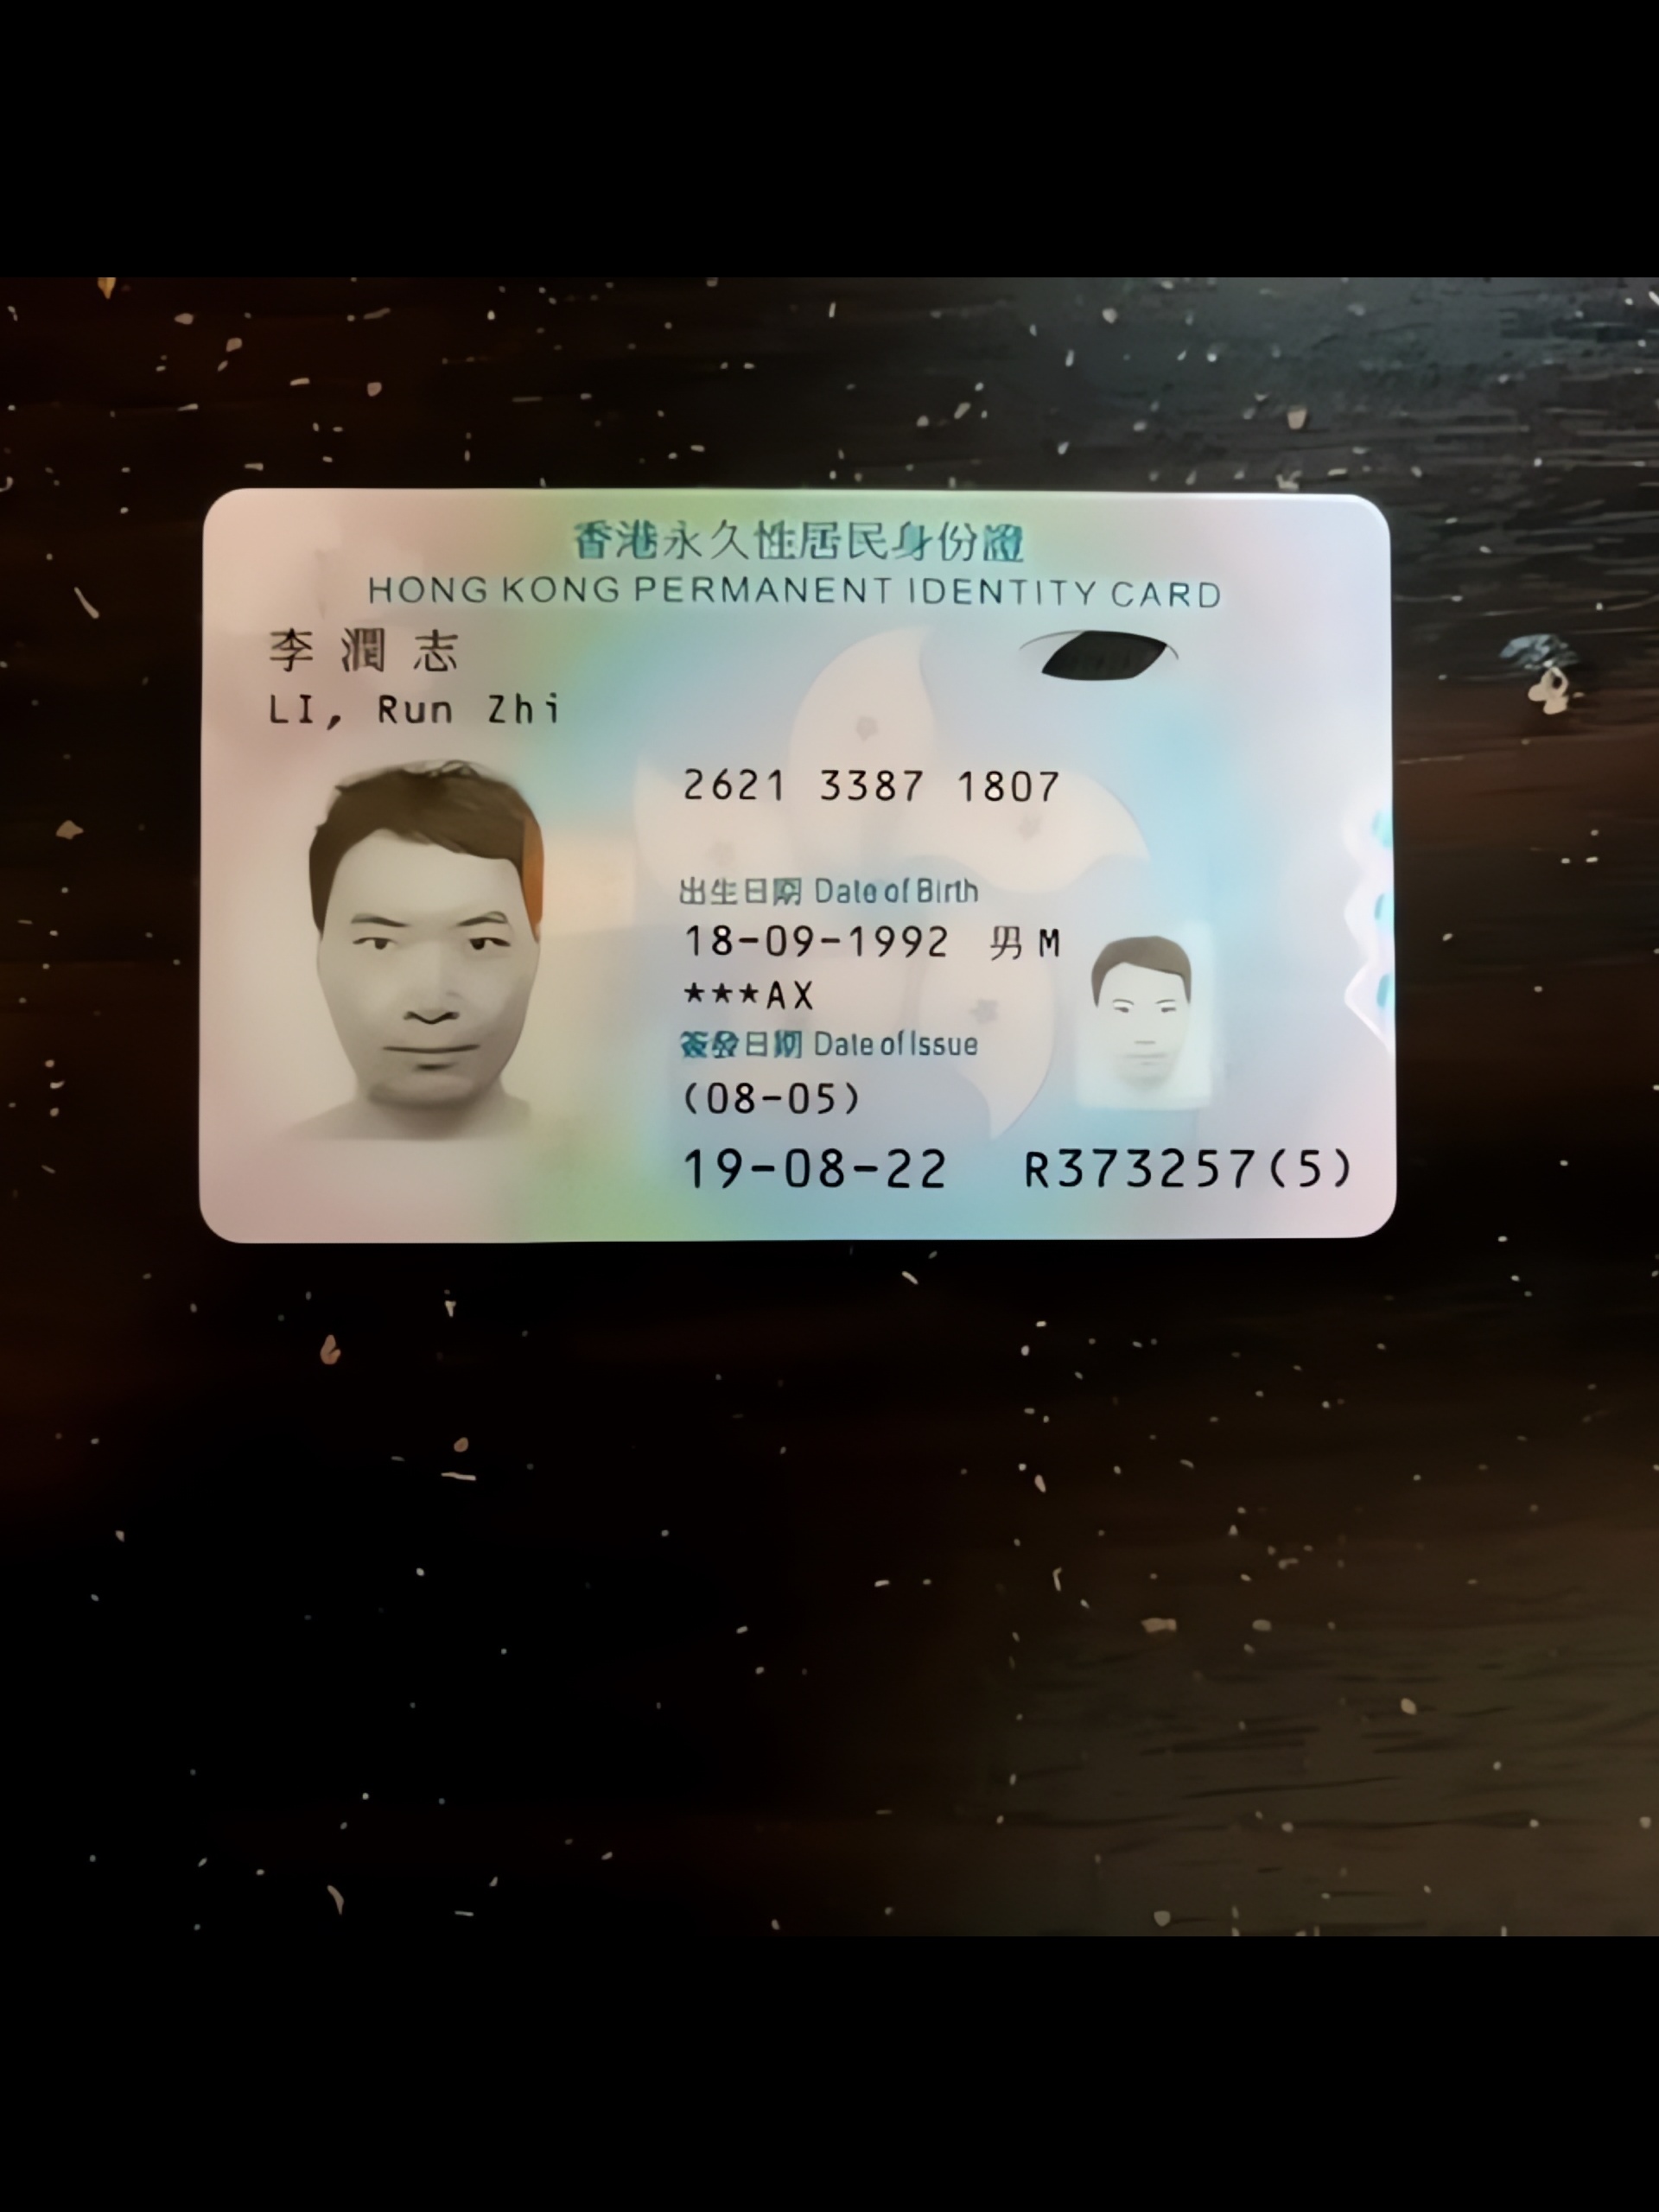 香港永久性居民身份證
HONG KONG PERMANENT IDENTITY CARD
李潤志
LI, Run Zhi
2621 3387 1807
出生日期 Date of Birth
18-09-1992 男 M
***AX
簽發日期 Date of Issue
(08-05)
19-08-22 R373257(5)